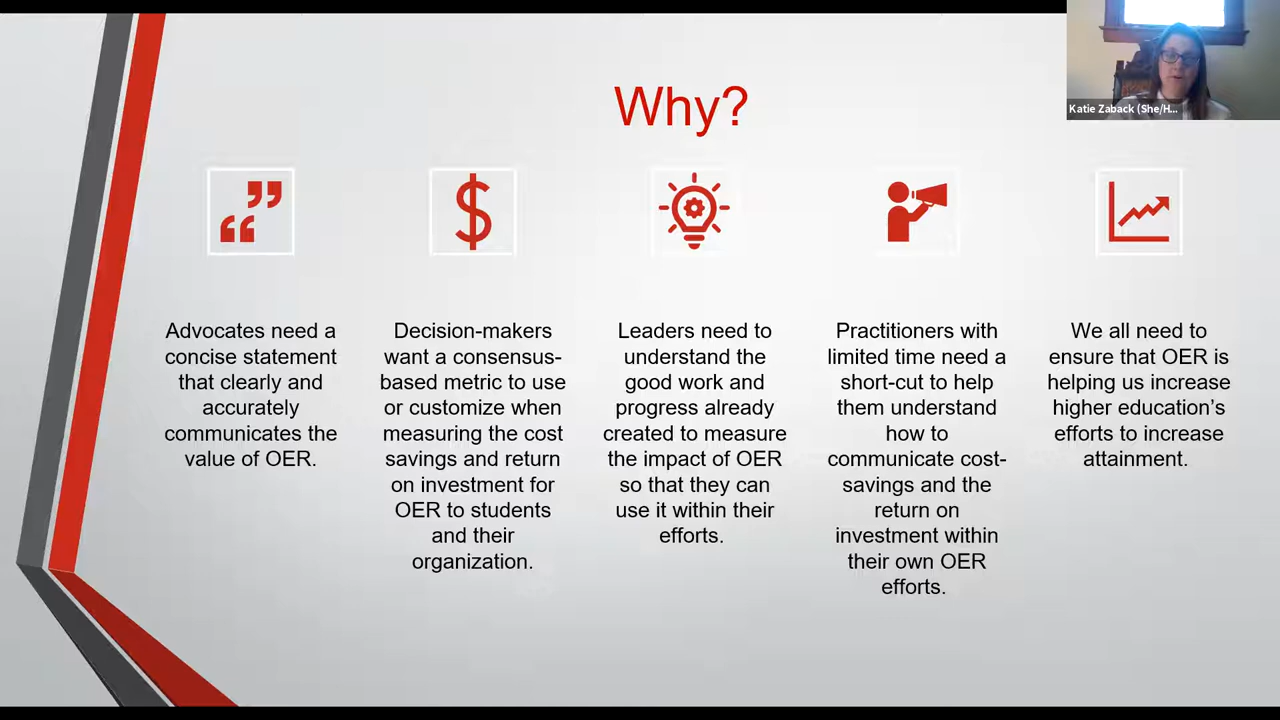 Why?
Katie Zaback (She/H...
Advocates need a
concise statement
that clearly and
accurately
communicates the
value of OER.
Decision-makers
want a consensus-
based metric to use
or customize when
measuring the cost
savings and return
on investment for
OER to students
and their
organization.
Leaders need to
understand the
good work and
progress already
created to measure
the impact of OER
so that they can
use it within their
efforts.
Practitioners with
limited time need a
short-cut to help
them understand
how to
communicate cost-
savings and the
return on
investment within
their own OER
efforts.
We all need to
ensure that OER is
helping us increase
higher education’s
efforts to increase
attainment.